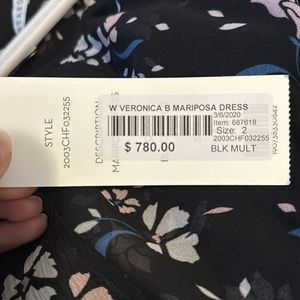 W VERONICA B MARIPOSA DRESS
3/6/2020
Item: 687618
Size: 2
2003CHF032255
$ 780.00
BLK MULT
STYLE
2003CHF032255
DESCRIPTION